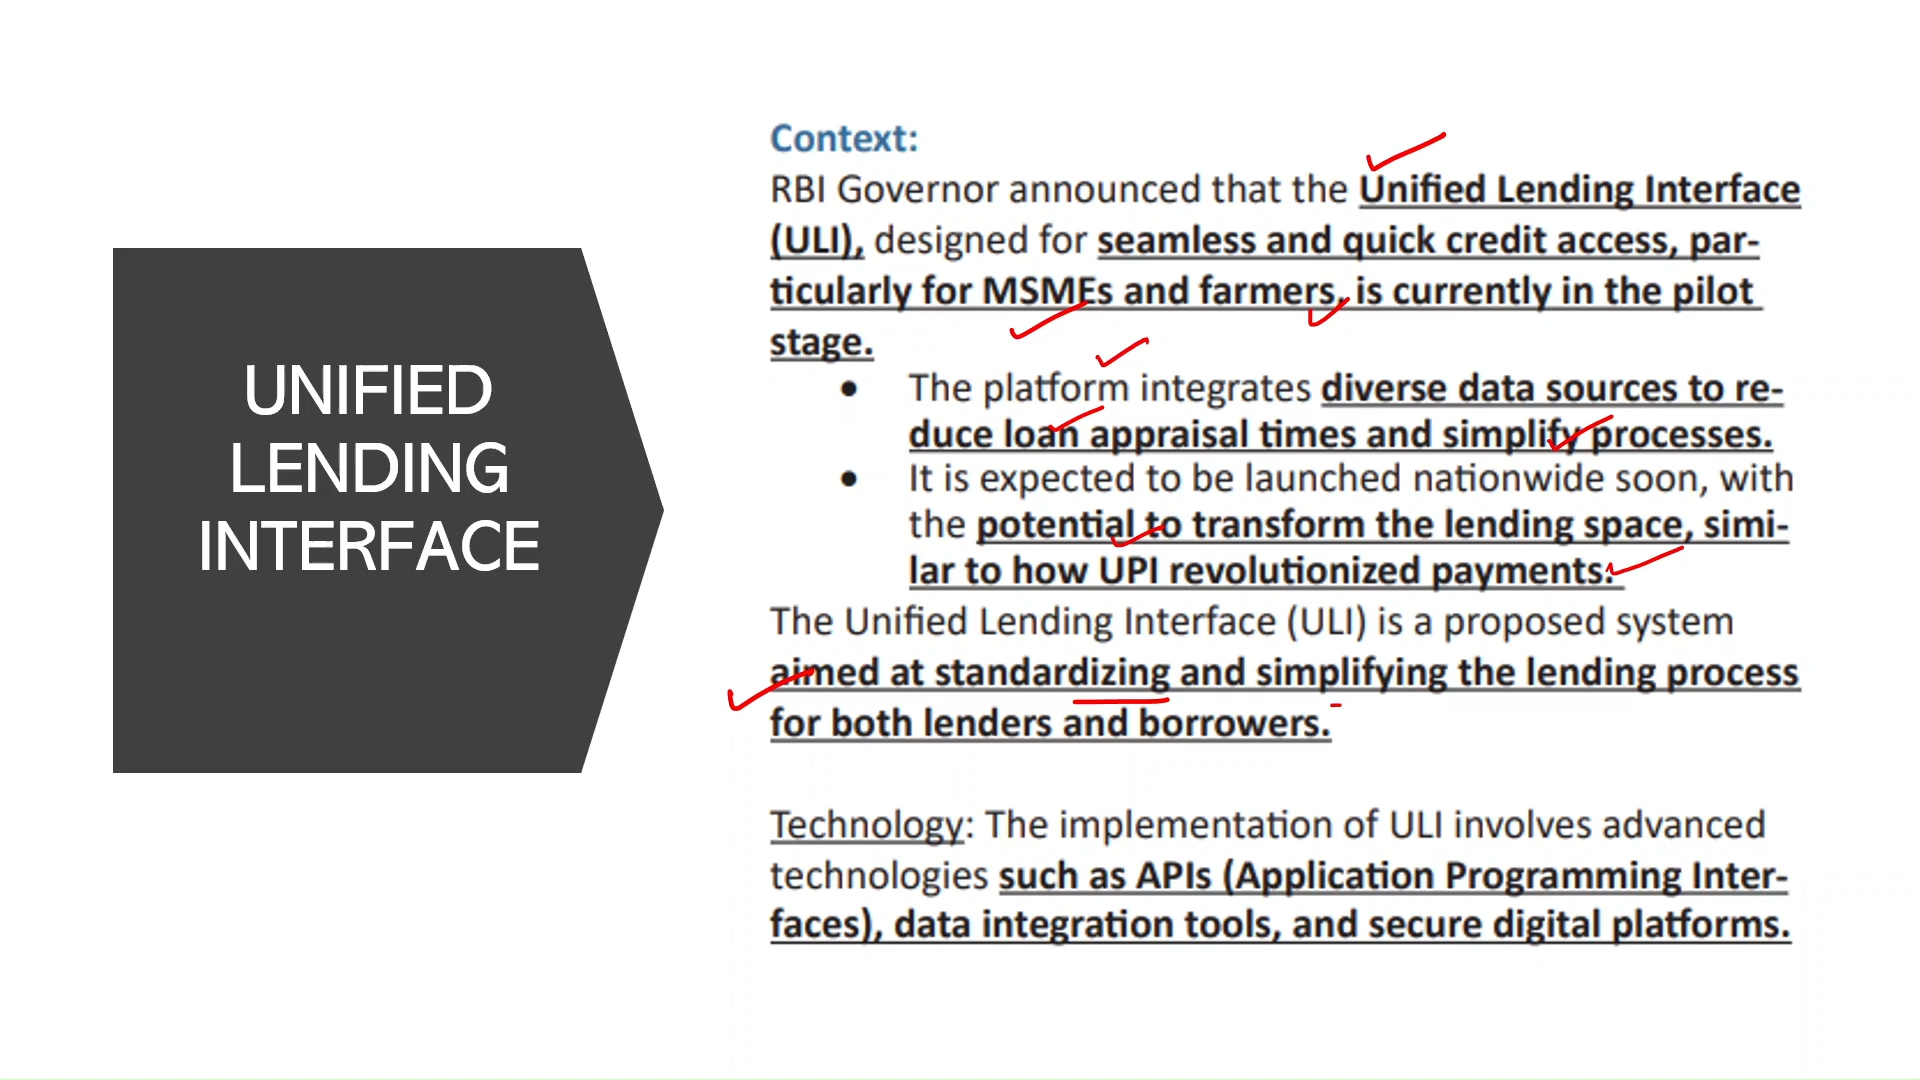 UNIFIED
LENDING
INTERFACE
Context:
RBI Governor announced that the Unified Lending Interface
(ULI), designed for seamless and quick credit access, par-
ticularly for MSMEs and farmers, is currently in the pilot
stage.
• The platform integrates diverse data sources to re-
duce loan appraisal times and simplify processes.
• It is expected to be launched nationwide soon, with
the potential to transform the lending space, simi-
lar to how UPI revolutionized payments.
The Unified Lending Interface (ULI) is a proposed system
aimed at standardizing and simplifying the lending process
for both lenders and borrowers.
Technology: The implementation of ULI involves advanced
technologies such as APIs (Application Programming Inter-
faces), data integration tools, and secure digital platforms.